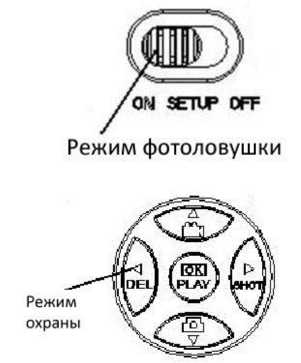 ON SETUP OFF
Режим фотоловушки
OK
DEL PLAY SHOT
Режим
охраны